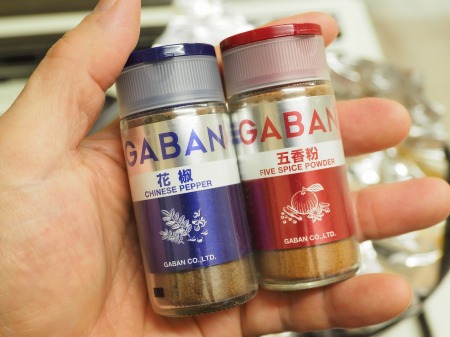 GABAN
花椒
CHINESE PEPPER
GABAN CO.,LTD.
GABAN
五香粉
FIVE SPICE POWDER
GABAN CO.,LTD.